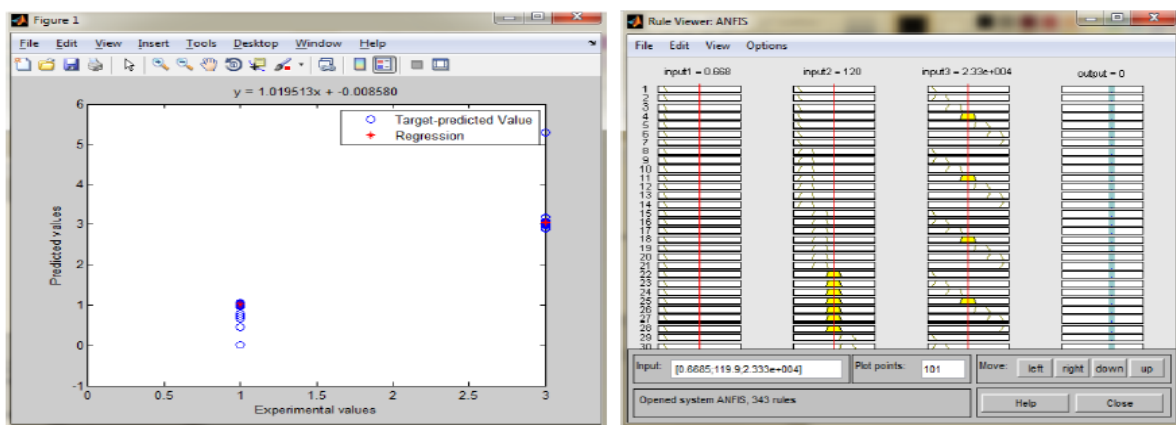 Figure 1
File Edit View Insert Tools Desktop Window Help
y = 1.019513x + -0.008580
Target-predicted Value
Regression
6
5
4
3
2
1
0
-1
Predicted values
0 0.5 1 1.5 2 2.5 3
Experimental values
Rule Viewer: ANFIS
File Edit View Options
input1 = 0.668 input2 = 120 input3 = 2.33e+004 output = 0
1
2
3
4
5
6
7
8
9
10
11
12
13
14
15
16
17
18
19
20
21
22
23
24
25
26
27
28
29
30
Input: [0.6685;119.9;2.333e+004] Plot points: 101 Move: left right down up
Opened system ANFIS, 343 rules Help Close